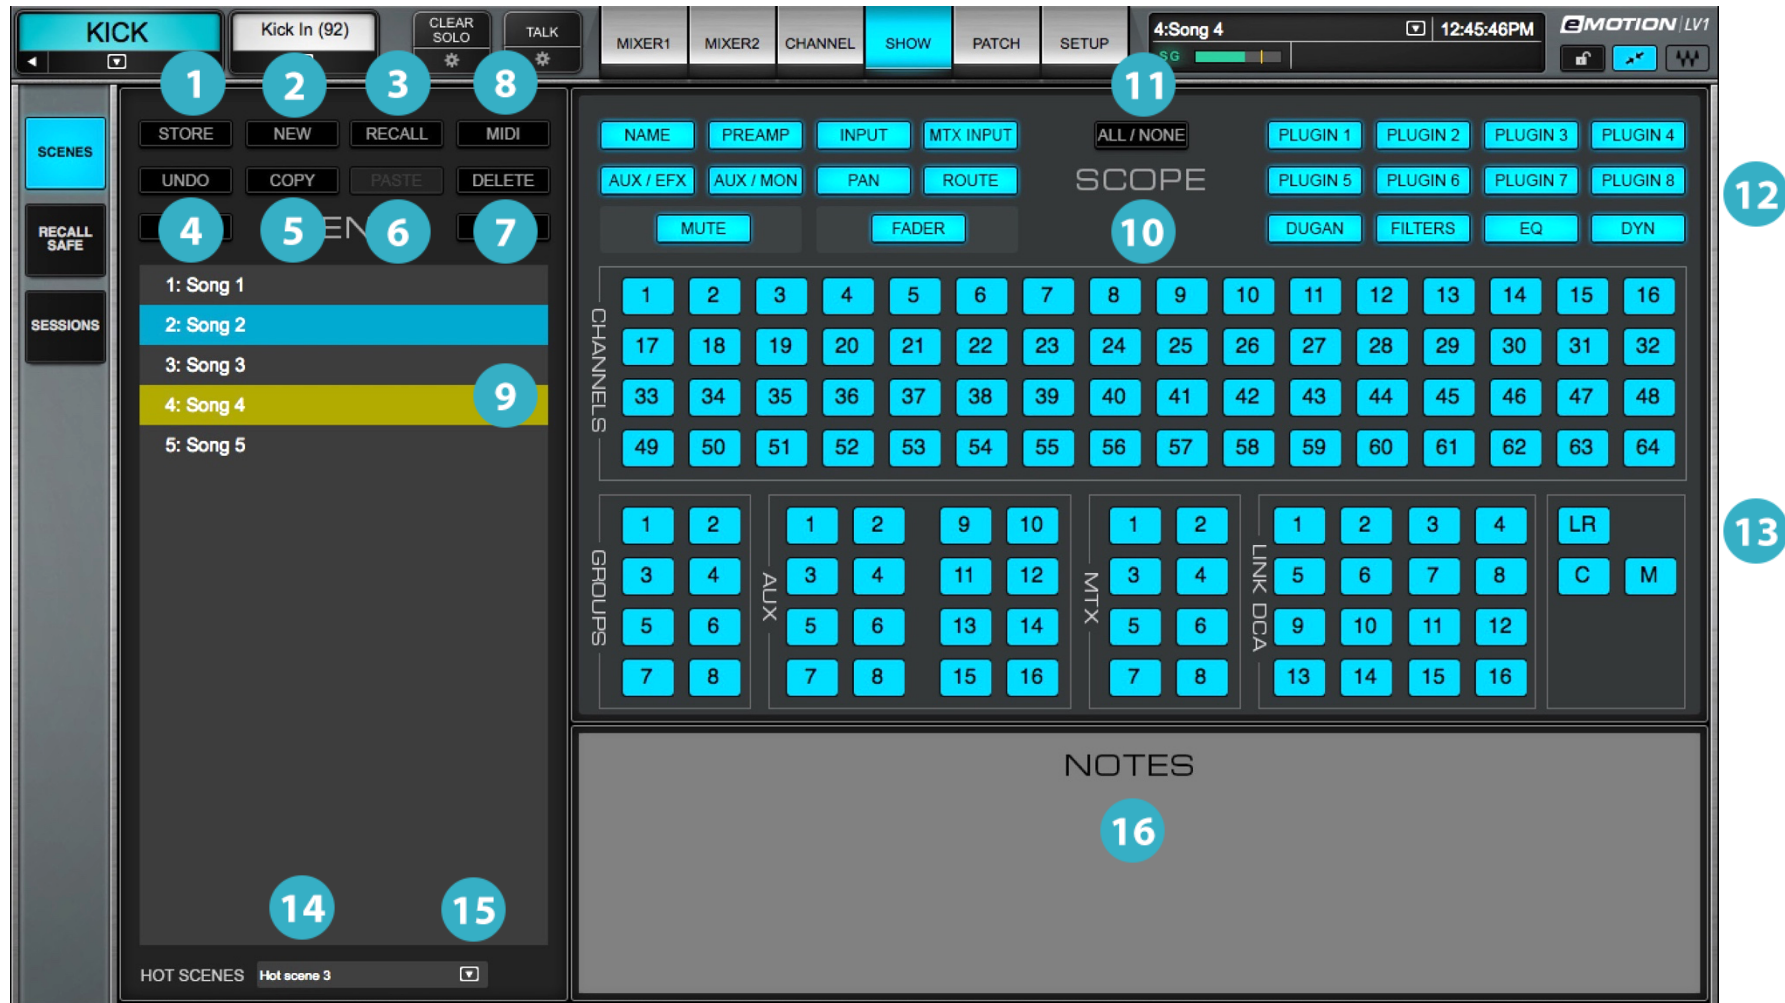 KICK
Kick In (92)
CLEAR SOLO
TALK
MIXER1 MIXER2 CHANNEL SHOW PATCH SETUP
4:Song 4
12:45:46PM
eMOTION LV1
SG
1 2 3 8 11
SCENES
RECALL SAFE
SESSIONS
STORE NEW RECALL MIDI
UNDO COPY PASTE DELETE
4 5 EN 6 7
1: Song 1
2: Song 2
3: Song 3
4: Song 4
9
5: Song 5
14 15
HOT SCENES Hot scene 3
NAME PREAMP INPUT MTX INPUT ALL / NONE PLUGIN 1 PLUGIN 2 PLUGIN 3 PLUGIN 4
AUX / EFX AUX / MON PAN ROUTE SCOPE PLUGIN 5 PLUGIN 6 PLUGIN 7 PLUGIN 8 12
MUTE FADER 10 DUGAN FILTERS EQ DYN
CHANNELS
1 2 3 4 5 6 7 8 9 10 11 12 13 14 15 16
17 18 19 20 21 22 23 24 25 26 27 28 29 30 31 32
33 34 35 36 37 38 39 40 41 42 43 44 45 46 47 48
49 50 51 52 53 54 55 56 57 58 59 60 61 62 63 64
GROUPS
1 2
3 4
5 6
7 8
AUX
1 2 9 10
3 4 11 12
5 6 13 14
7 8 15 16
MTX
1 2
3 4
5 6
7 8
LINK DCA
1 2 3 4
5 6 7 8
9 10 11 12
13 14 15 16
LR
C M
13
NOTES
16